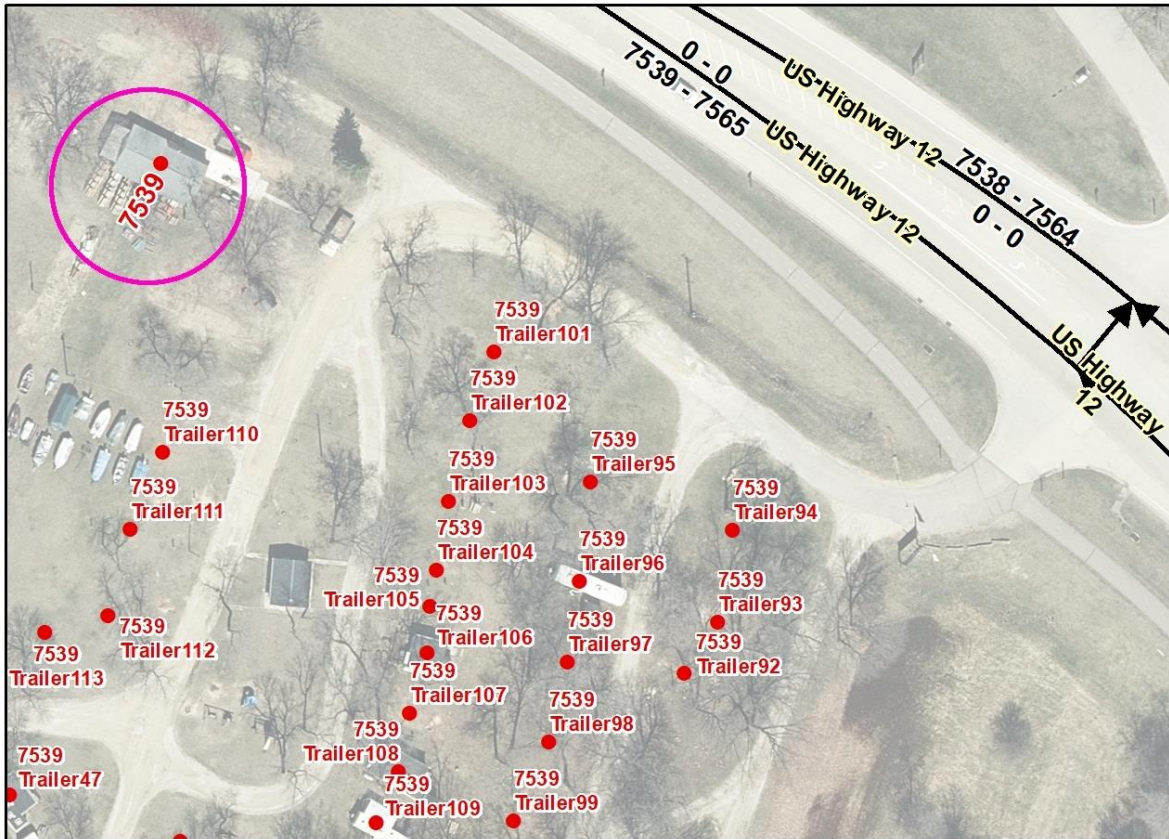 0 - 0
7539 - 7565
US Highway 12
US Highway 12
7538 - 7564
0 - 0
US Highway
12
7539
7539
Trailer101
7539
Trailer102
7539
Trailer110
7539
Trailer95
7539
Trailer103
7539
Trailer111
7539
Trailer94
7539
Trailer104
7539
Trailer96
7539
Trailer105
7539
Trailer93
7539
Trailer106
7539
Trailer97
7539
Trailer112
7539
Trailer113
7539
Trailer92
7539
Trailer107
7539
Trailer98
7539
Trailer108
7539
Trailer47
7539
Trailer109
7539
Trailer99